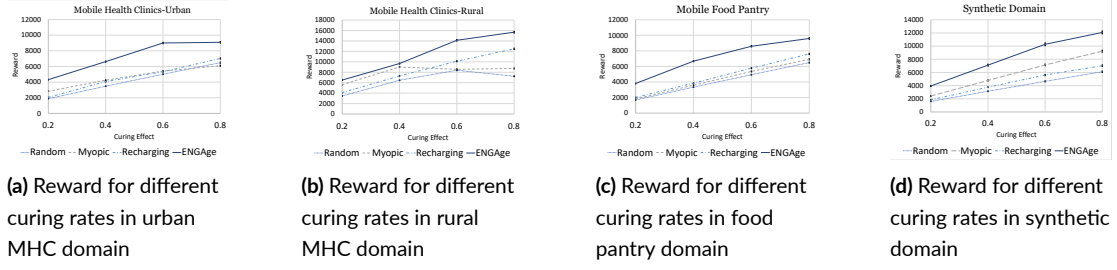 Mobile Health Clinics-Urban
12000
10000
8000
6000
4000
2000
0
Reward
0.2 0.4 0.6 0.8
Curing Effect
Random Myopic Recharging ENGAge
(a) Reward for different
curing rates in urban
MHC domain
Mobile Health Clinics-Rural
18000
16000
14000
12000
10000
8000
6000
4000
2000
0
Reward
0.2 0.4 0.6 0.8
Curing Effect
Random Myopic Recharging ENGAge
(b) Reward for different
curing rates in rural
MHC domain
Mobile Food Pantry
12000
10000
8000
6000
4000
2000
0
Reward
0.2 0.4 0.6 0.8
Curing Effect
Random Myopic Recharging ENGAge
(c) Reward for different
curing rates in food
pantry domain
Synthetic Domain
14000
12000
10000
8000
6000
4000
2000
0
Reward
0.2 0.4 0.6 0.8
Curing Effect
Random Myopic Recharging ENGAge
(d) Reward for different
curing rates in synthetic
domain